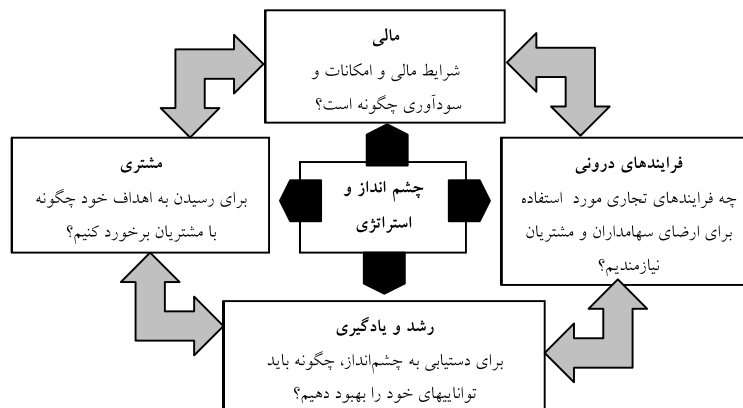 مالی
شرایط مالی و امکانات و
سودآوری چگونه است؟
فرایندهای درونی
چه فرایندهای تجاری مورد استفاده
برای ارضای سهامداران و مشتریان
نیازمندیم؟
چشم انداز و
استراتژی
مشتری
برای رسیدن به اهداف خود چگونه
با مشتریان برخورد کنیم؟
رشد و یادگیری
برای دستیابی به چشم‌انداز، چگونه باید
تواناییهای خود را بهبود دهیم؟